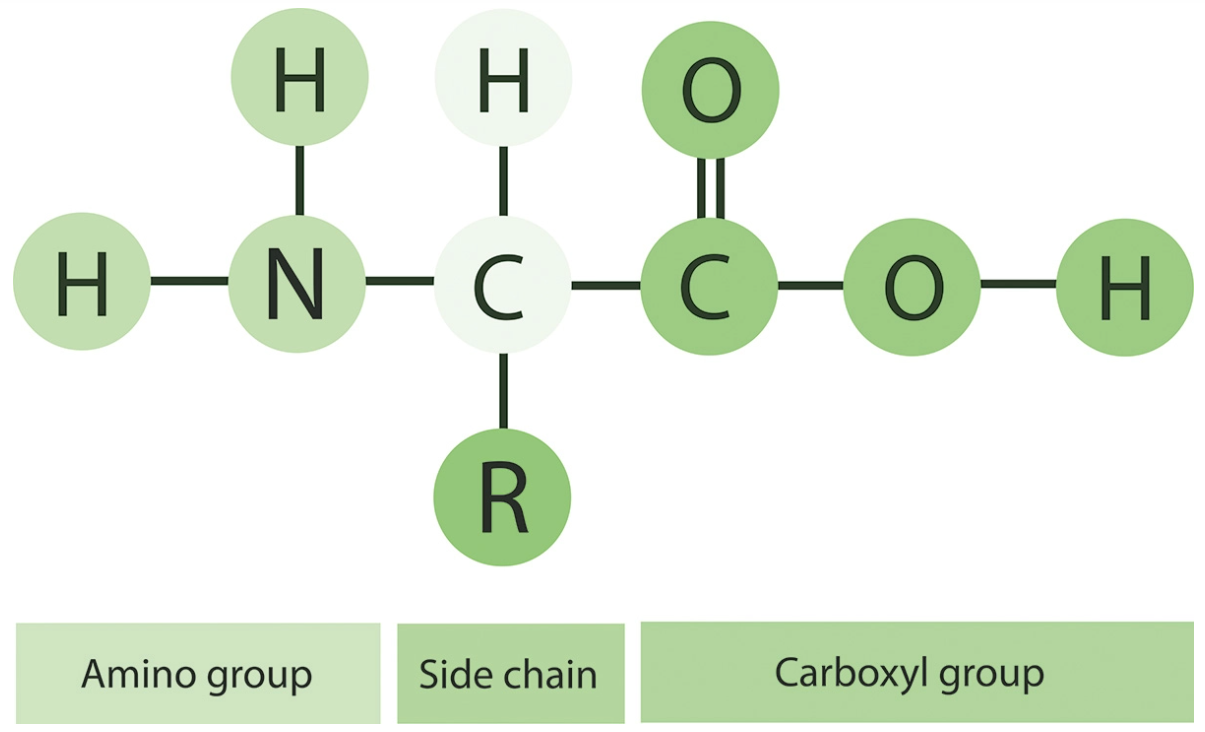 H H O
H N C C O H
R
Amino group Side chain Carboxyl group